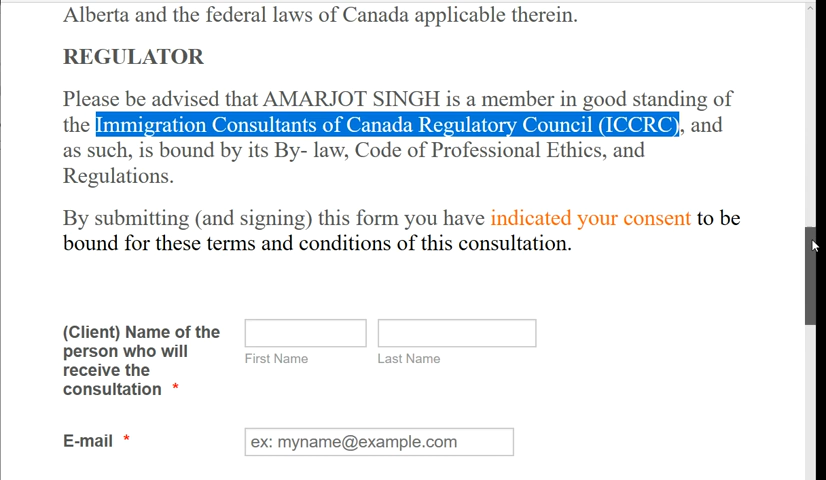 Alberta and the federal laws of Canada applicable therein.
REGULATOR
Please be advised that AMARJOT SINGH is a member in good standing of
the Immigration Consultants of Canada Regulatory Council (ICCRC), and
as such, is bound by its By- law, Code of Professional Ethics, and
Regulations.
By submitting (and signing) this form you have indicated your consent to be
bound for these terms and conditions of this consultation.
(Client) Name of the
person who will
receive the
consultation *
First Name Last Name
E-mail * ex: myname@example.com